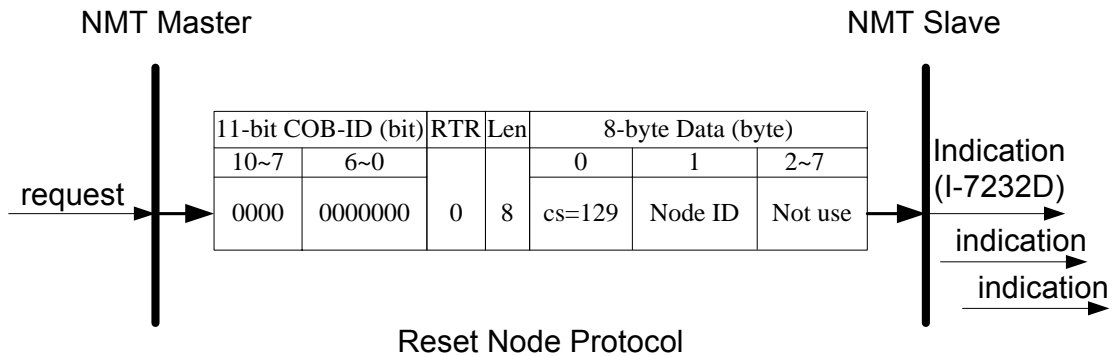 NMT Master
NMT Slave
11-bit COB-ID (bit) RTR Len 8-byte Data (byte)
10~7 6~0 0 1 2~7
request 0000 0000000 0 8 cs=129 Node ID Not use
Indication
(I-7232D)
indication
indication
Reset Node Protocol